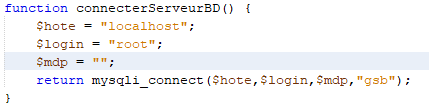 function connecterServeurBD() {
$hote = "localhost";
$login = "root";
$mdp = "";
return mysqli_connect($hote,$login,$mdp,"gsb");
}